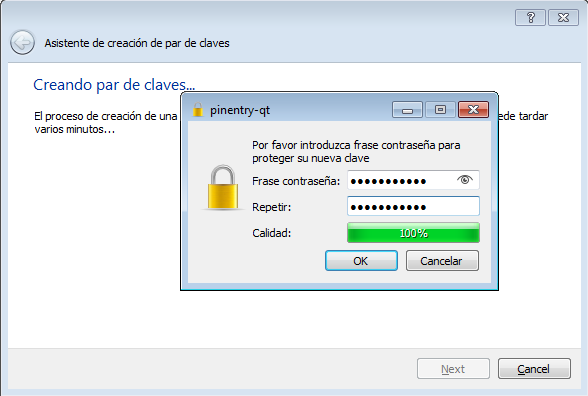 Asistente de creación de par de claves
Creando par de claves...
El proceso de creación de una
ede tardar
varios minutos...
pinentry-qt
Por favor introduzca frase contraseña para
proteger su nueva clave
Frase contraseña: ●●●●●●●●●●●
Repetir: ●●●●●●●●●●●
Calidad: 100%
OK Cancelar
Next Cancel